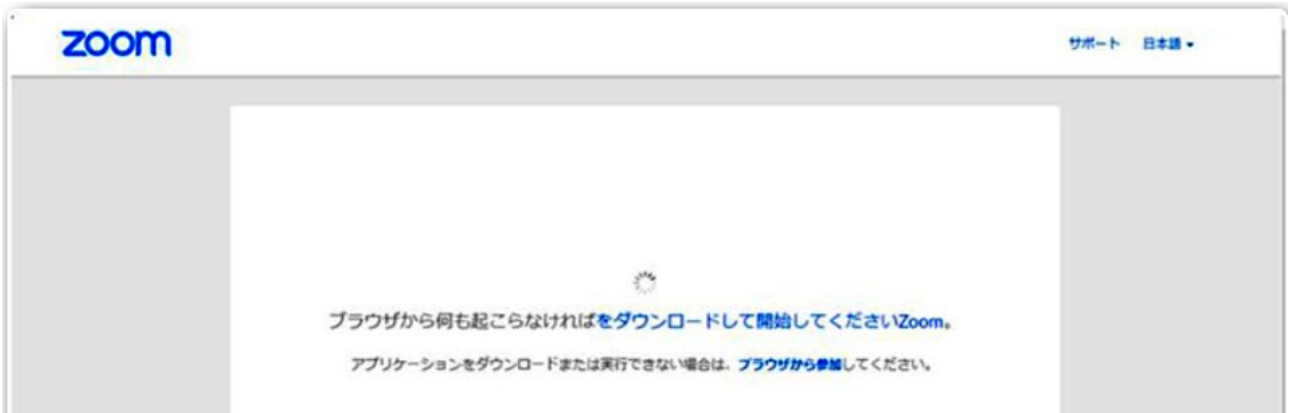 zoom
サポート 日本語
ブラウザから何も起こらなければをダウンロードして開始してくださいZoom。
アプリケーションをダウンロードまたは実行できない場合は、ブラウザから参加してください。